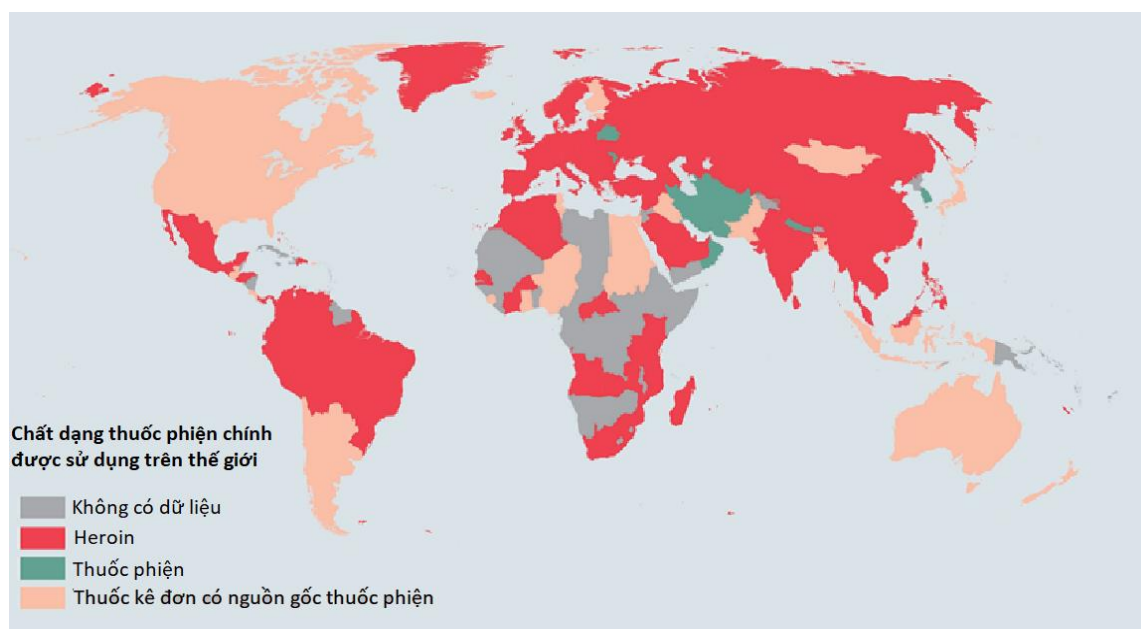 Chất dạng thuốc phiện chính
được sử dụng trên thế giới
Không có dữ liệu
Heroin
Thuốc phiện
Thuốc kê đơn có nguồn gốc thuốc phiện